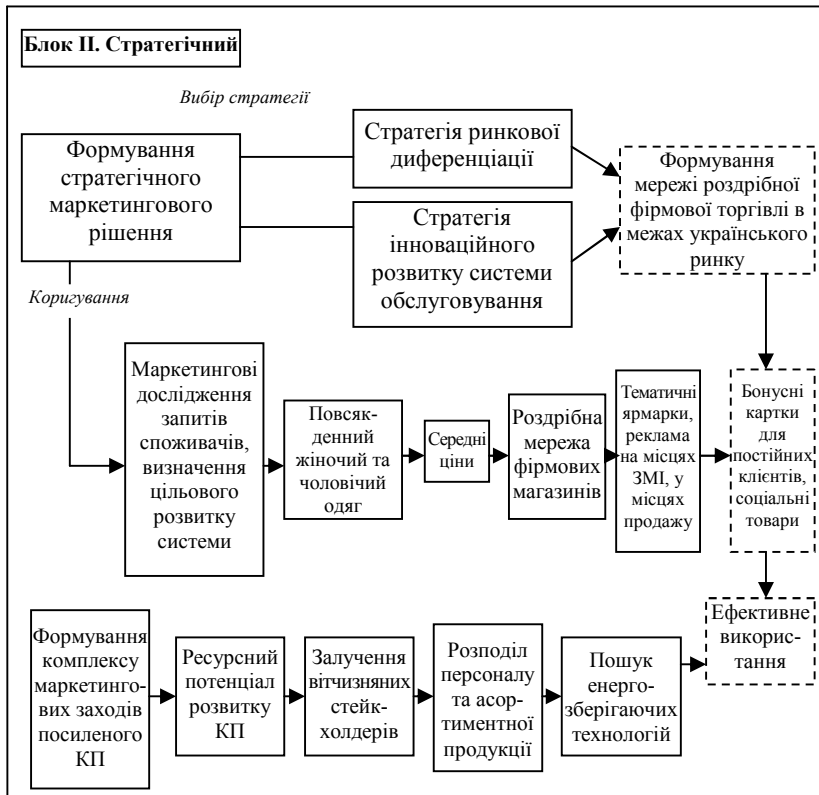 Блок ІІ. Стратегічний
Вибір стратегії
Формування
стратегічного
маркетингового
рішення
Стратегія ринкової
диференціації
Стратегія
інноваційного
розвитку системи
обслуговування
Формування
мережі роздрібної
фірмової торгівлі в
межах українського
ринку
Коригування
Маркетингові
дослідження
запитів
споживачів,
визначення
цільового
розвитку
системи
Повсяк-
денний
жіночий та
чоловічий
одяг
Середні
ціни
Роздрібна
мережа
фірмових
магазинів
Тематичні
ярмарки,
реклама
на місцях
ЗМІ, у
місцях
продажу
Бонусні
картки
для
постійних
клієнтів,
соціальні
товари
Формування
комплексу
маркетинго-
вих заходів
посиленого
КП
Ресурсний
потенціал
розвитку
КП
Залучення
вітчизняних
стейк-
холдерів
Розподіл
персоналу
та асор-
тиментної
продукції
Пошук
енерго-
зберігаючих
технологій
Ефективне
викорис-
тання